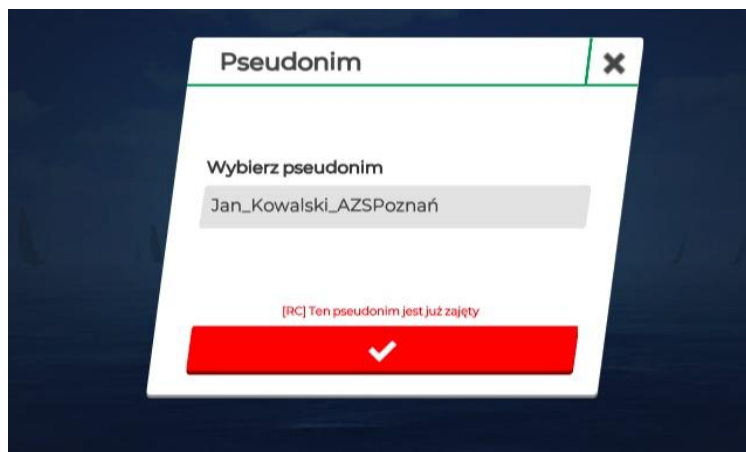 Pseudonim
Wybierz pseudonim
Jan_Kowalski_AZSPoznań
[RC] Ten pseudonim jest już zajęty